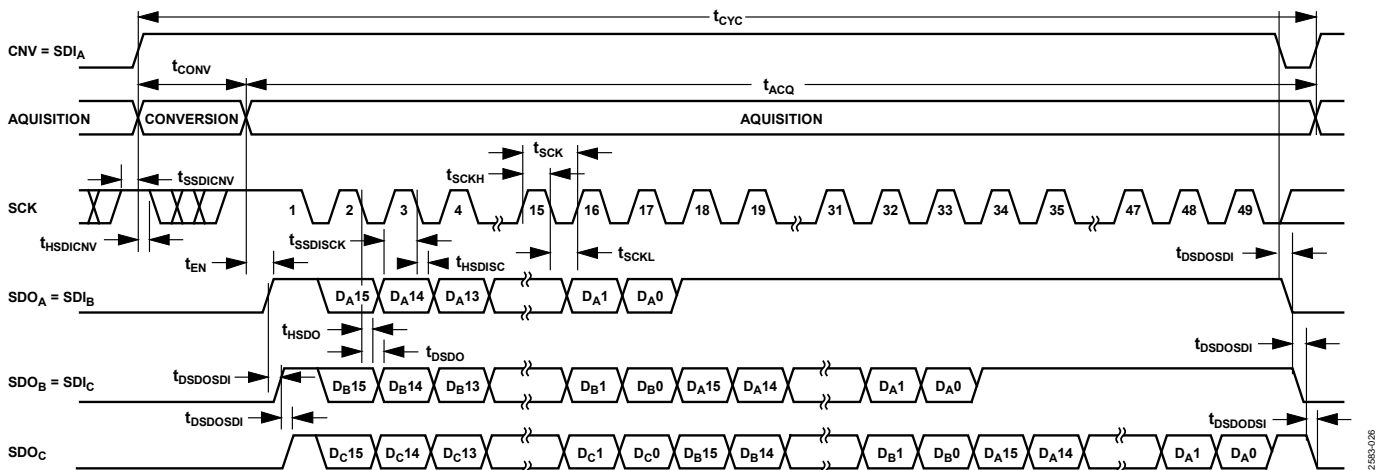 tCYC
CNV = SDIA
tCONV
tACQ
AQUISITION CONVERSION AQUISITION
tSCK
tSCKH
tSSDICNV
SCK 1 2 3 4 15 16 17 18 19 31 32 33 34 35 47 48 49
tHSDICNV
tSSDISCK
tEN
tHSDISC
tSCKL
tDSDOSDI
SDOA = SDIB DA15 DA14 DA13 DA1 DA0
tHSDO
tDSDO
tDSDOSDI
tDSDOSDI
SDOB = SDIC DB15 DB14 DB13 DB1 DB0 DA15 DA14 DA1 DA0
tDSDOSDI
tDSDODSI
SDOC DC15 DC14 DC13 DC1 DC0 DB15 DB14 DB1 DB0 DA15 DA14 DA1 DA0
2583-026